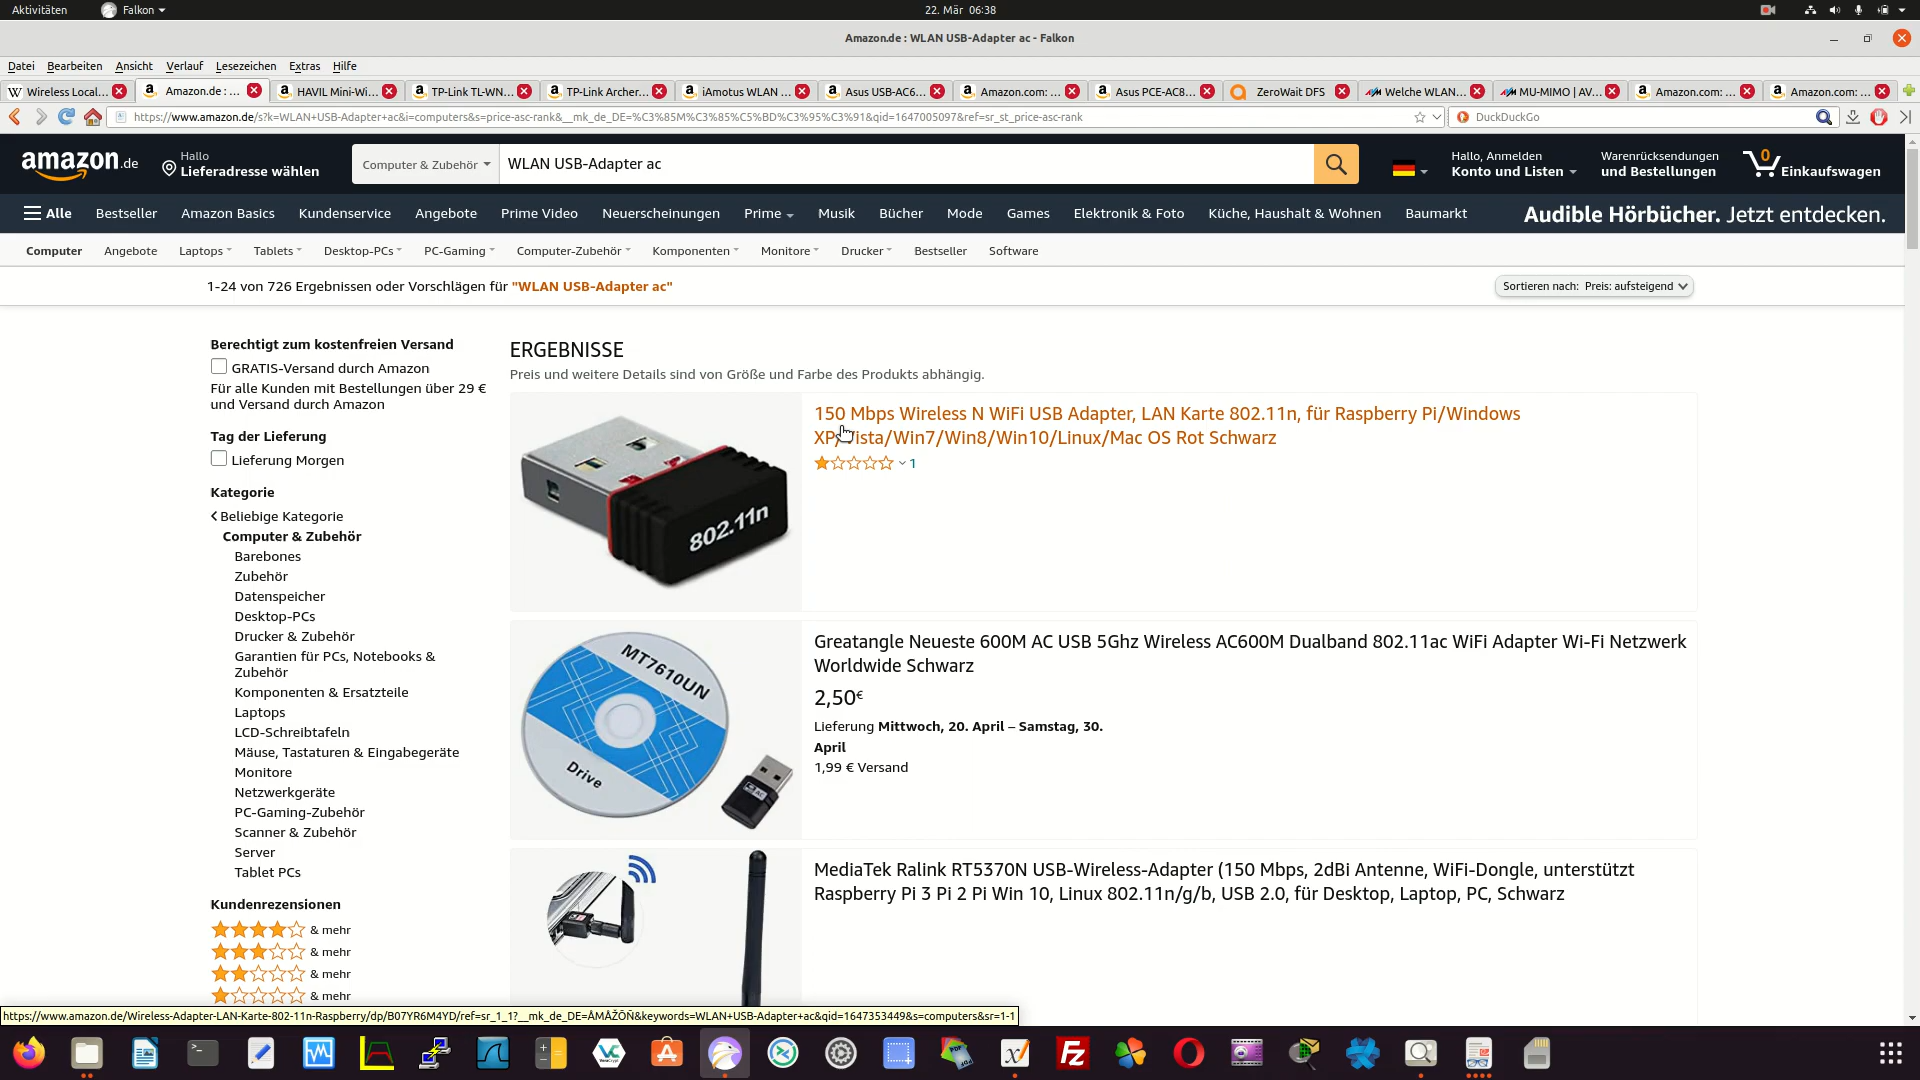 Aktivitäten
Falkon
22. Mär 06:38
Amazon.de : WLAN USB-Adapter ac - Falkon
Datei Bearbeiten Ansicht Verlauf Lesezeichen Extras Hilfe
Wireless Local... Amazon.de : ... HAVIL Mini-Wi... TP-Link TL-WN... TP-Link Archer... iAmotus WLAN ... Asus USB-AC6... Amazon.com: ... Asus PCE-AC8... ZeroWait DFS Welche WLAN... MU-MIMO | AV... Amazon.com: ... Amazon.com: ...
https://www.amazon.de/s?k=WLAN+USB-Adapter+ac&i=computers&s=price-asc-rank&__mk_de_DE=%C3%85M%C3%85%C5%BD%C3%95%C3%91&qid=1647005097&ref=sr_st_price-asc-rank
DuckDuckGo
amazon.de
Hallo
Lieferadresse wählen
Computer & Zubehör
WLAN USB-Adapter ac
Hallo, Anmelden
Konto und Listen
Warenrücksendungen
und Bestellungen
0
Einkaufswagen
Alle Bestseller Amazon Basics Kundenservice Angebote Prime Video Neuerscheinungen Prime Musik Bücher Mode Games Elektronik & Foto Küche, Haushalt & Wohnen Baumarkt
Audible Hörbücher. Jetzt entdecken.
Computer Angebote Laptops Tablets Desktop-PCs PC-Gaming Computer-Zubehör Komponenten Monitore Drucker Bestseller Software
1-24 von 726 Ergebnissen oder Vorschlägen für "WLAN USB-Adapter ac"
Sortieren nach: Preis: aufsteigend
Berechtigt zum kostenfreien Versand
GRATIS-Versand durch Amazon
Für alle Kunden mit Bestellungen über 29 €
und Versand durch Amazon
Tag der Lieferung
Lieferung Morgen
Kategorie
Beliebige Kategorie
Computer & Zubehör
Barebones
Zubehör
Datenspeicher
Desktop-PCs
Drucker & Zubehör
Garantien für PCs, Notebooks &
Zubehör
Komponenten & Ersatzteile
Laptops
LCD-Schreibtafeln
Mäuse, Tastaturen & Eingabegeräte
Monitore
Netzwerkgeräte
PC-Gaming-Zubehör
Scanner & Zubehör
Server
Tablet PCs
Kundenrezensionen
& mehr
& mehr
& mehr
& mehr
ERGEBNISSE
Preis und weitere Details sind von Größe und Farbe des Produkts abhängig.
802.11n
150 Mbps Wireless N WiFi USB Adapter, LAN Karte 802.11n, für Raspberry Pi/Windows
XP/Vista/Win7/Win8/Win10/Linux/Mac OS Rot Schwarz
1
MT7610UN
Drive
AC
Greatangle Neueste 600M AC USB 5Ghz Wireless AC600M Dualband 802.11ac WiFi Adapter Wi-Fi Netzwerk
Worldwide Schwarz
2,50€
Lieferung Mittwoch, 20. April – Samstag, 30.
April
1,99 € Versand
MediaTek Ralink RT5370N USB-Wireless-Adapter (150 Mbps, 2dBi Antenne, WiFi-Dongle, unterstützt
Raspberry Pi 3 Pi 2 Pi Win 10, Linux 802.11n/g/b, USB 2.0, für Desktop, Laptop, PC, Schwarz
https://www.amazon.de/Wireless-Adapter-LAN-Karte-802-11n-Raspberry/dp/B07YR6M4YD/ref=sr_1_1?__mk_de_DE=ÅMÅŽÕÑ&keywords=WLAN+USB-Adapter+ac&qid=1647353449&s=computers&sr=1-1